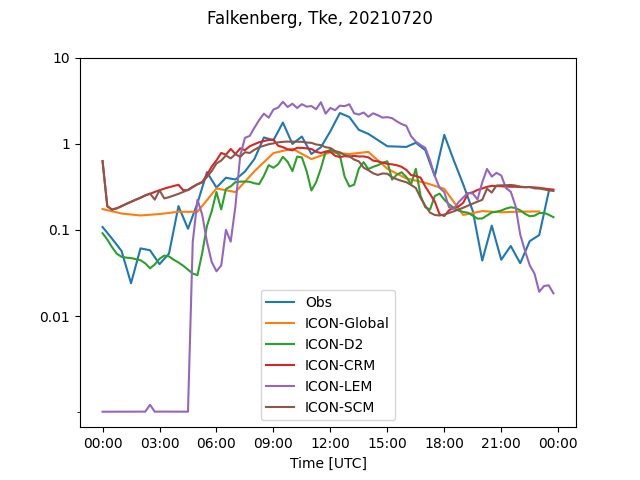 Falkenberg, Tke, 20210720
10
1
0.1
0.01
Obs
ICON-Global
ICON-D2
ICON-CRM
ICON-LEM
ICON-SCM
00:00 03:00 06:00 09:00 12:00 15:00 18:00 21:00 00:00
Time [UTC]